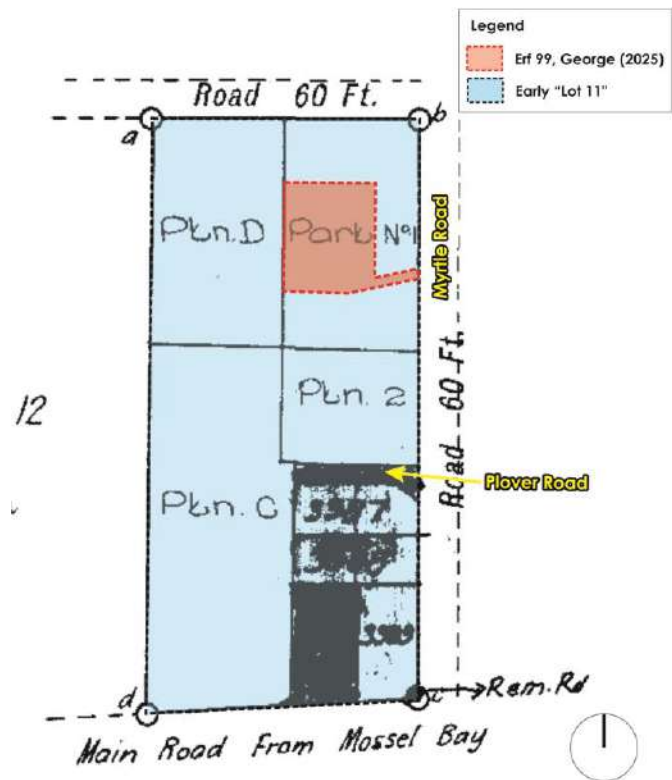 Legend
Erf 99, George (2025)
Early "Lot 11"
Road 60 Ft.
a
b
Ptn. D
Park Nº1
Myrtle Road
Road 60 Ft.
12
Ptn. 2
Plover Road
Ptn. C
d
c
Rem. Rd
Main Road From Mossel Bay